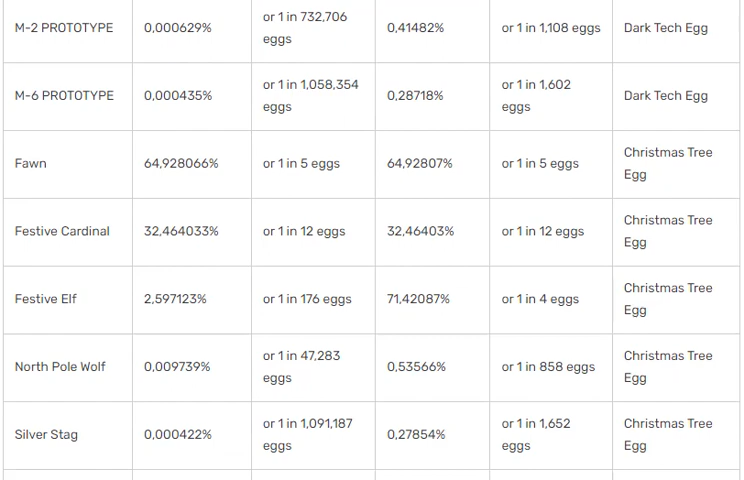 M-2 PROTOTYPE 0,000629% or 1 in 732,706 eggs 0,41482% or 1 in 1,108 eggs Dark Tech Egg
M-6 PROTOTYPE 0,000435% or 1 in 1,058,354 eggs 0,28718% or 1 in 1,602 eggs Dark Tech Egg
Fawn 64,928066% or 1 in 5 eggs 64,92807% or 1 in 5 eggs Christmas Tree Egg
Festive Cardinal 32,464033% or 1 in 12 eggs 32,46403% or 1 in 12 eggs Christmas Tree Egg
Festive Elf 2,597123% or 1 in 176 eggs 71,42087% or 1 in 4 eggs Christmas Tree Egg
North Pole Wolf 0,009739% or 1 in 47,283 eggs 0,53566% or 1 in 858 eggs Christmas Tree Egg
Silver Stag 0,000422% or 1 in 1,091,187 eggs 0,27854% or 1 in 1,652 eggs Christmas Tree Egg